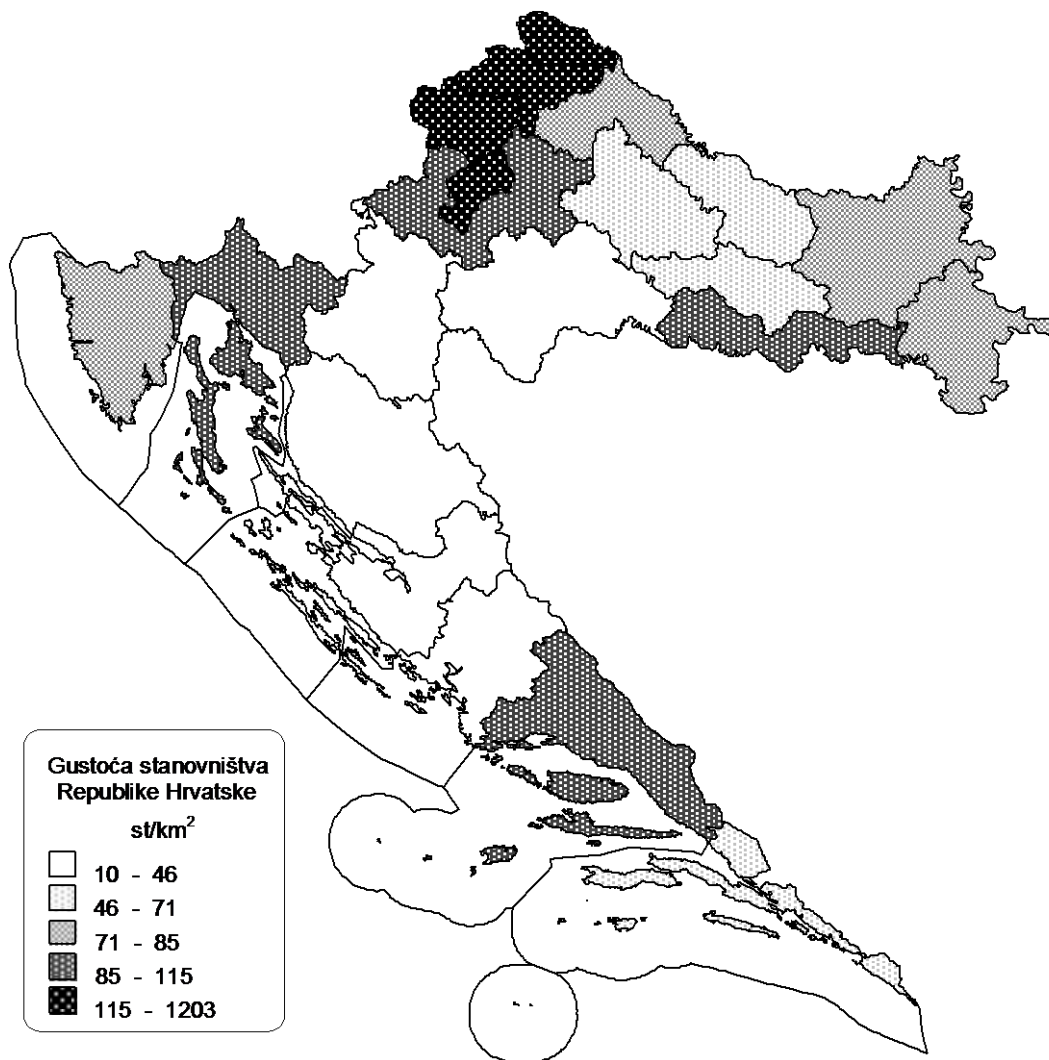 Gustoća stanovništva
Republike Hrvatske
st/km²
10 - 46
46 - 71
71 - 85
85 - 115
115 - 1203